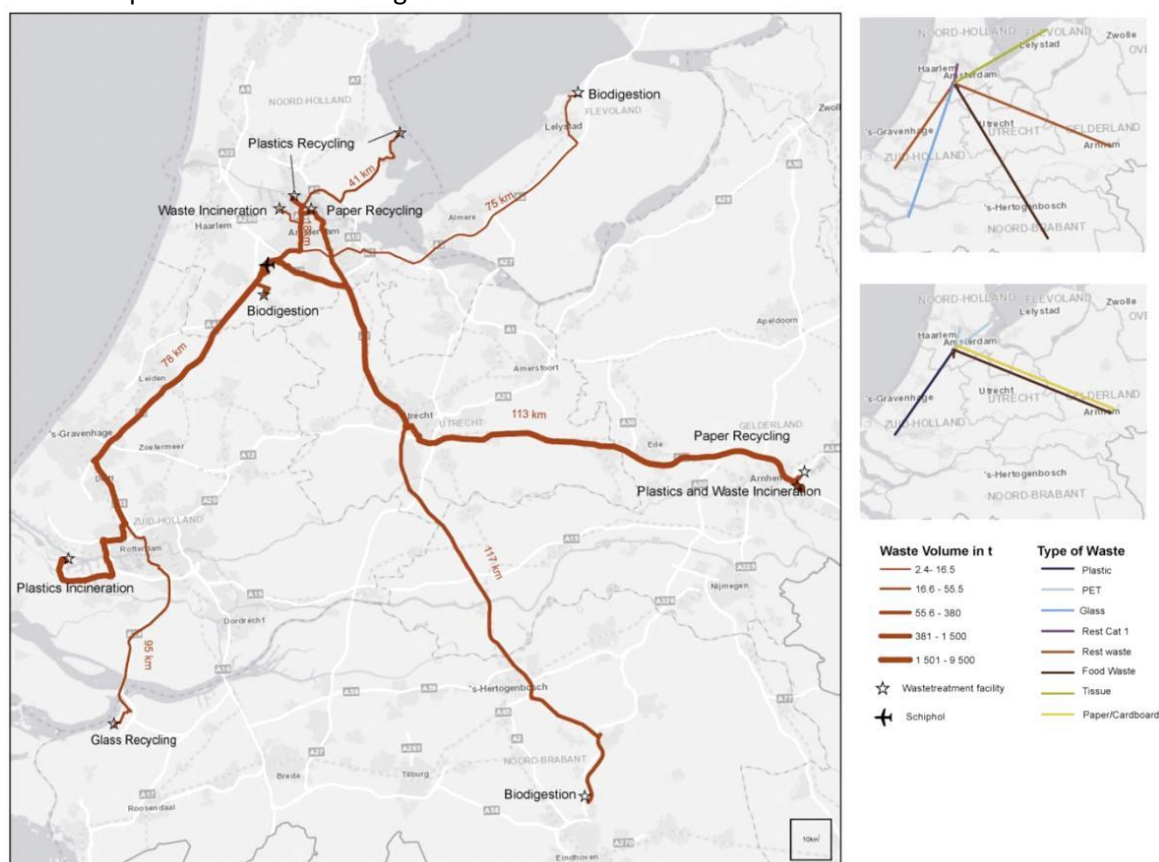 NOORD-HOLLAND
Biodigestion
FLEVOLAND
Lelystad
Zwoll
Plastics Recycling
41 km
75 km
Waste Incineration
Paper Recycling
Haarlem
Almere
Biodigestion
Apeldoorn
78 km
Leiden
Amersfoort
's-Gravenhage
Zoetermeer
UTRECHT
113 km
GELDERLAND
Ede
Paper Recycling
Arnhem
Plastics and Waste Incineration
ZUID-HOLLAND
Rotterdam
Plastics Incineration
117 km
Nijmegen
Dordrecht
95 km
's-Hertogenbosch
Glass Recycling
NOORD-BRABANT
Breda
Tilburg
Biodigestion
Roosendaal
Eindhoven
10km
NOORD-HOLLAND
FLEVOLAND
Lelystad
Zwolle
Haarlem
Amsterdam
's-Gravenhage
Utrecht
UTRECHT
GELDERLAND
Arnhem
ZUID-HOLLAND
's-Hertogenbosch
NOORD-BRABANT
NOORD-HOLLAND
FLEVOLAND
Lelystad
Zwolle
Haarlem
Amsterdam
's-Gravenhage
Utrecht
UTRECHT
GELDERLAND
Arnhem
ZUID-HOLLAND
's-Hertogenbosch
NOORD-BRABANT
Waste Volume in t
2.4- 16.5
16.6 - 55.5
55.6 - 380
381 - 1 500
1 501 - 9 500
Wastetreatment facility
Schiphol
Type of Waste
Plastic
PET
Glass
Rest Cat 1
Rest waste
Food Waste
Tissue
Paper/Cardboard